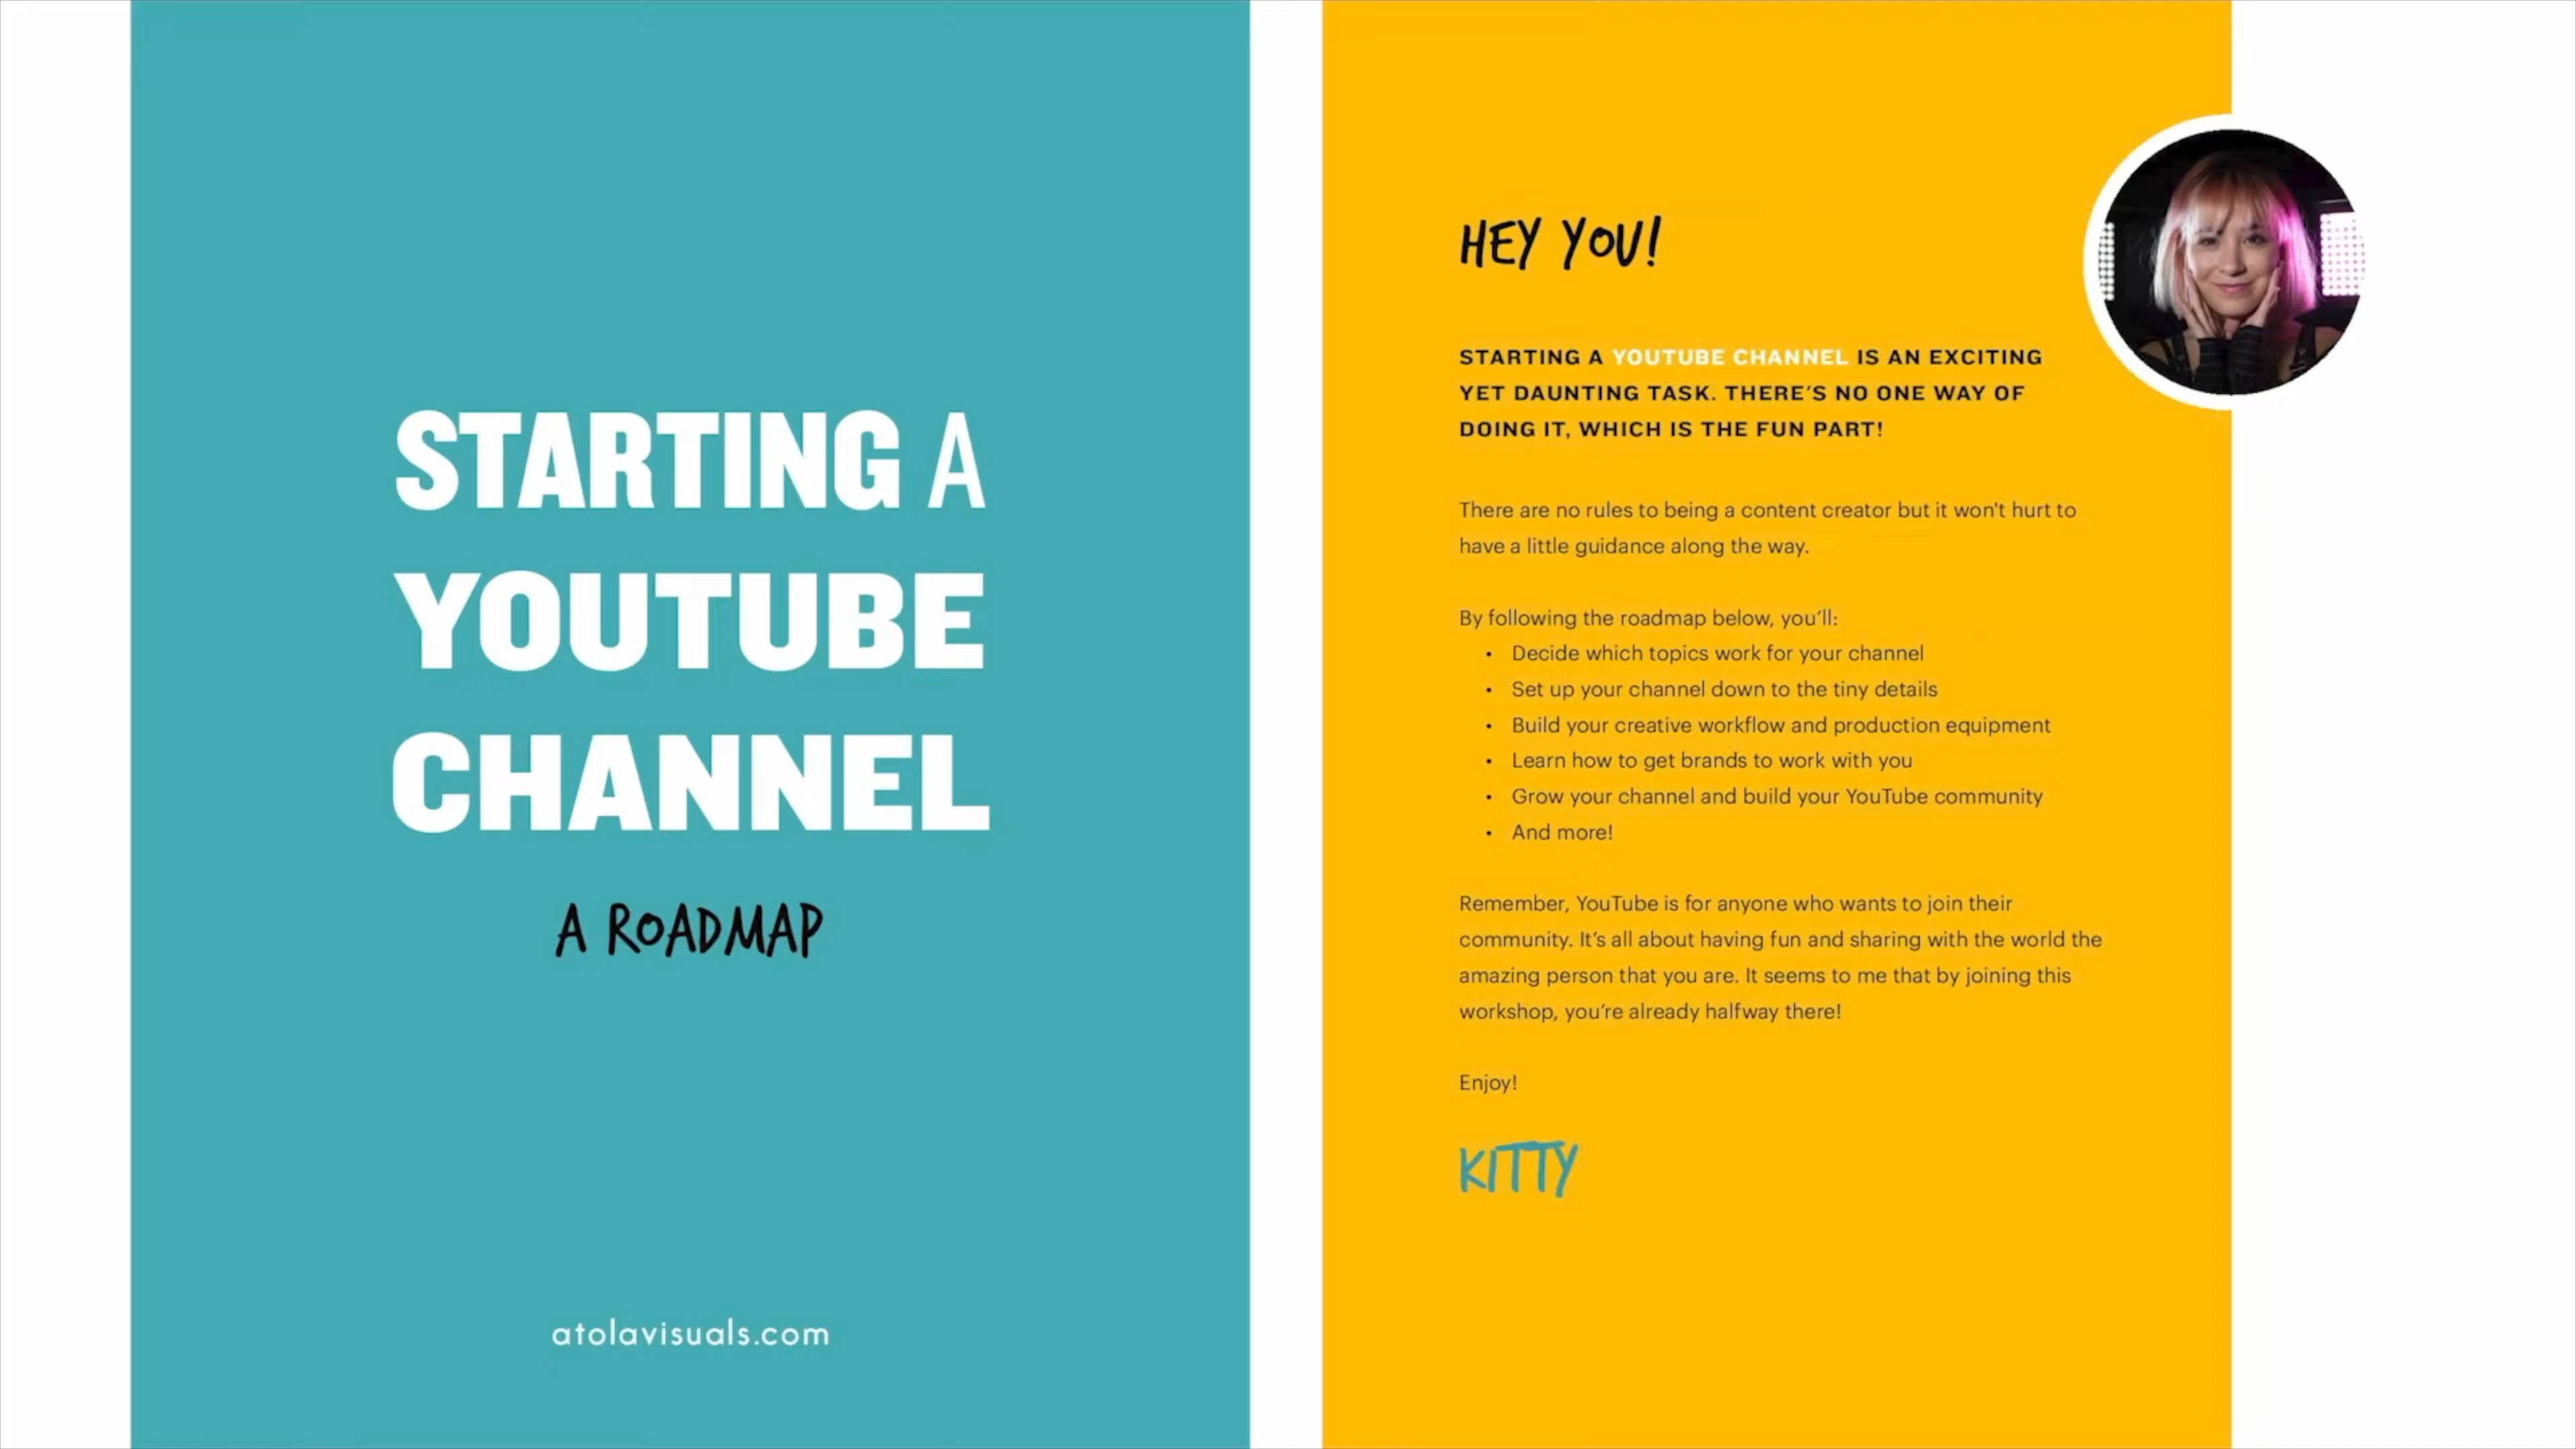 STARTING A
YOUTUBE
CHANNEL
A ROADMAP
atolavisuals.com
HEY YOU!
STARTING A YOUTUBE CHANNEL IS AN EXCITING
YET DAUNTING TASK. THERE'S NO ONE WAY OF
DOING IT, WHICH IS THE FUN PART!
There are no rules to being a content creator but it won't hurt to
have a little guidance along the way.
By following the roadmap below, you'll:
• Decide which topics work for your channel
• Set up your channel down to the tiny details
• Build your creative workflow and production equipment
• Learn how to get brands to work with you
• Grow your channel and build your YouTube community
• And more!
Remember, YouTube is for anyone who wants to join their
community. It's all about having fun and sharing with the world the
amazing person that you are. It seems to me that by joining this
workshop, you're already halfway there!
Enjoy!
KITTY